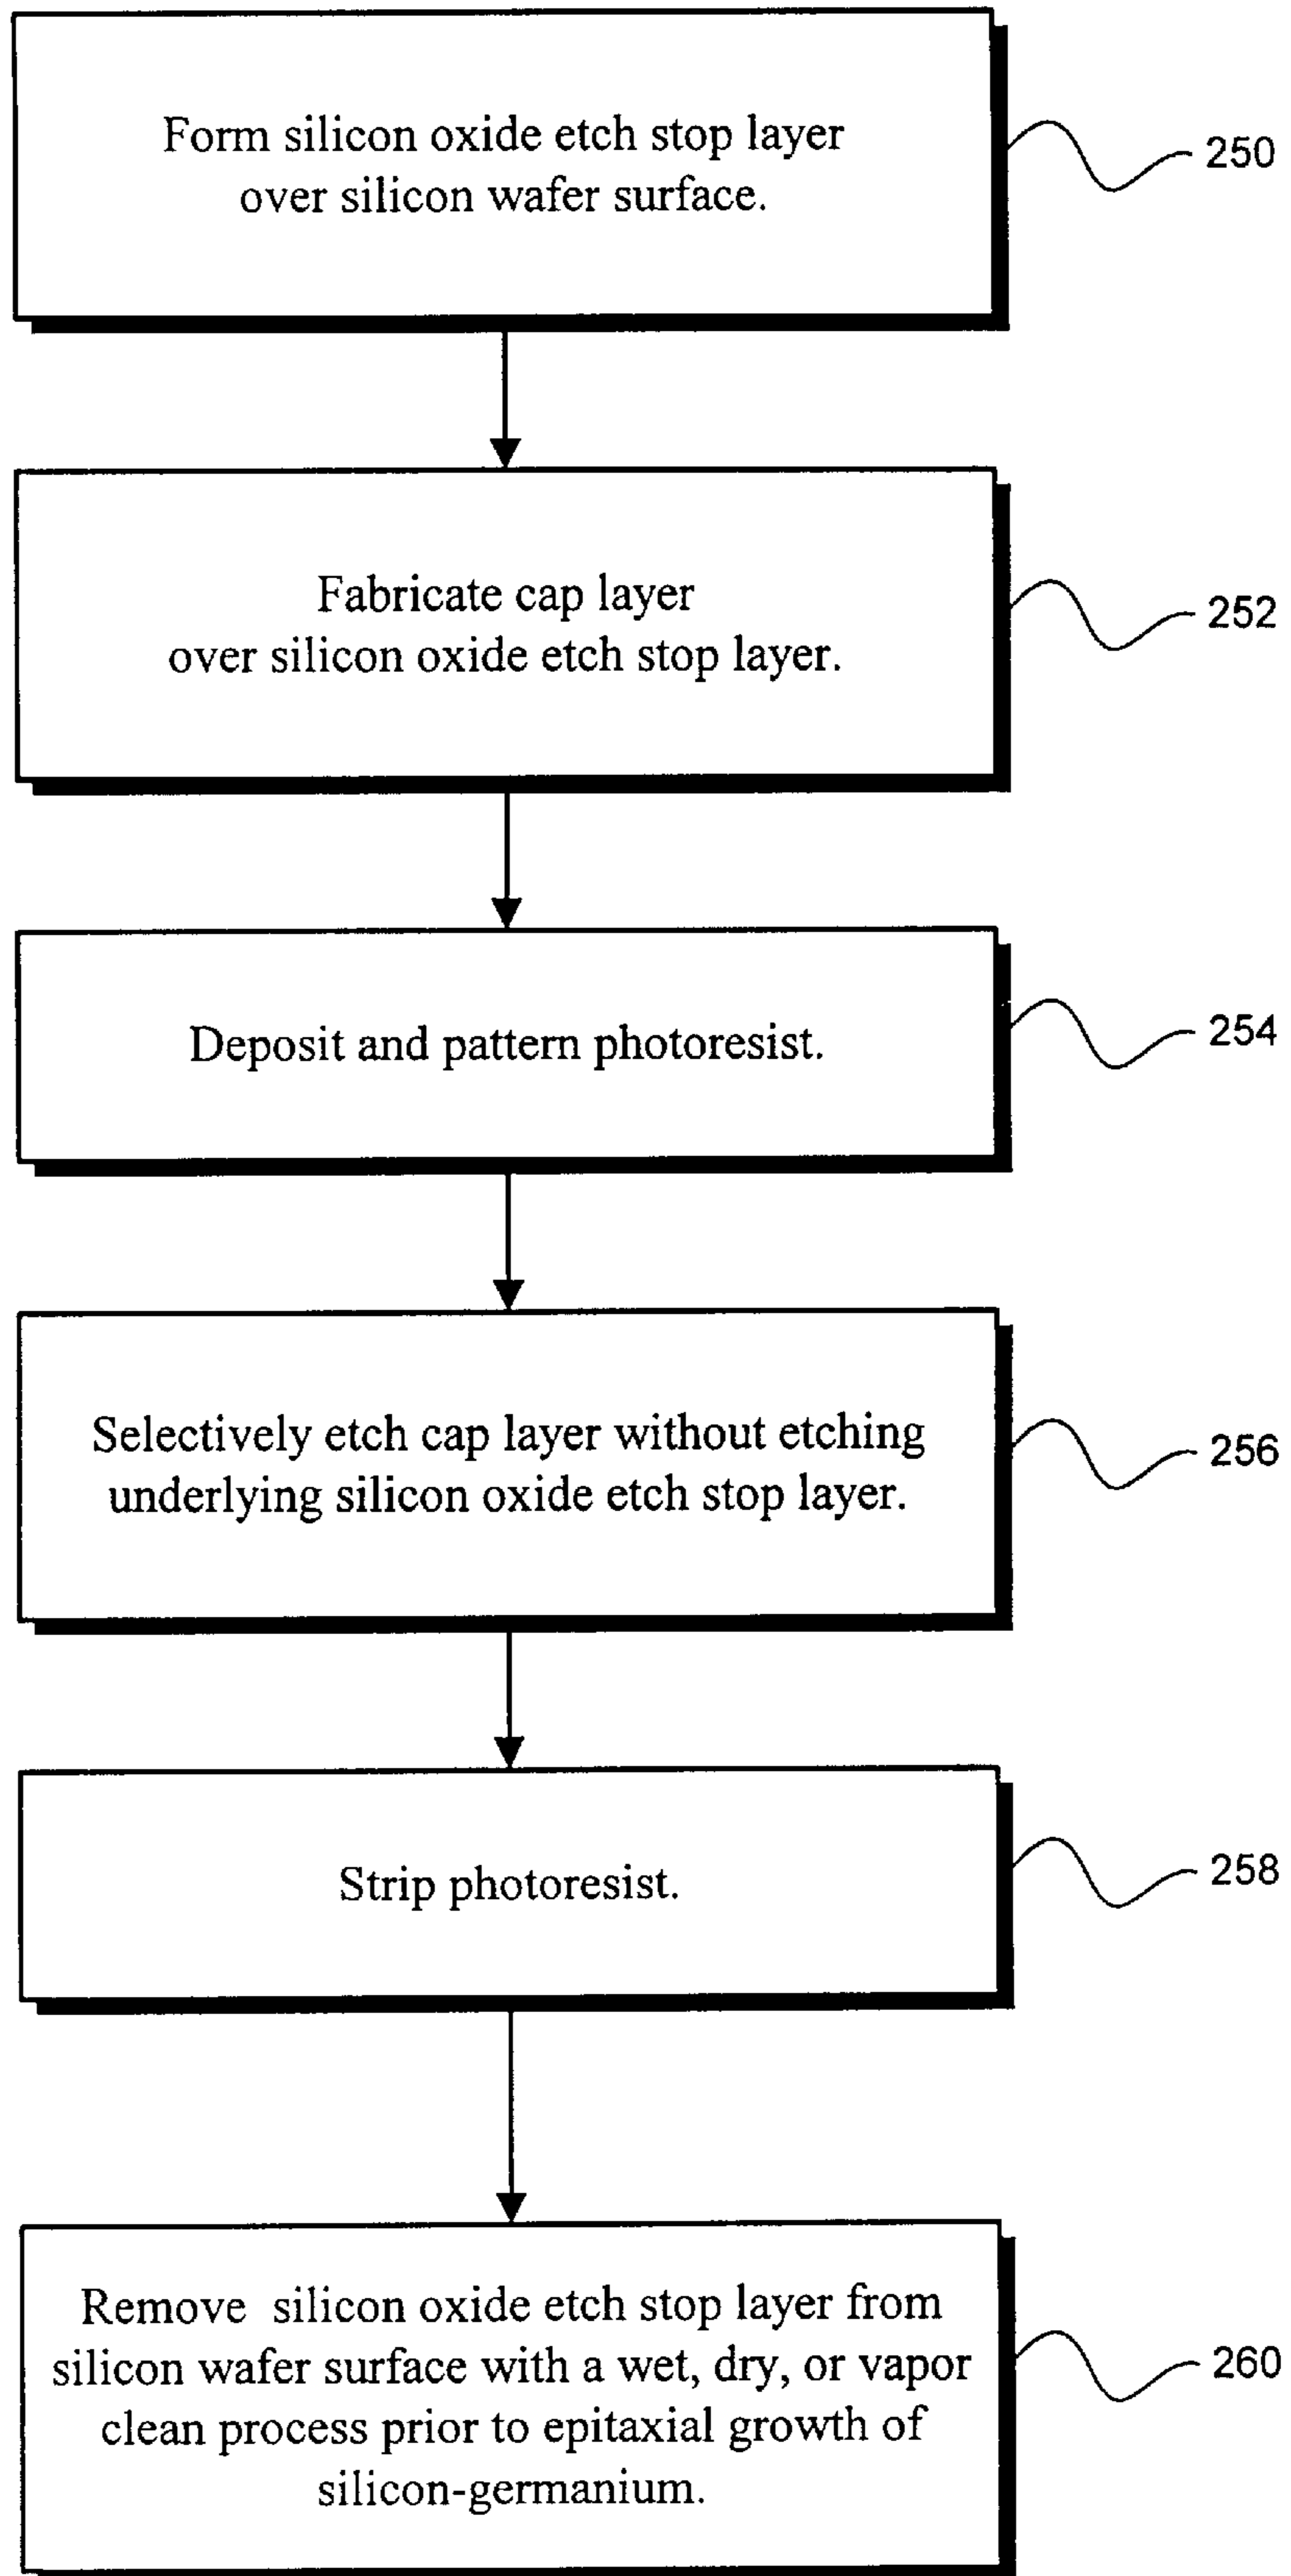 Form silicon oxide etch stop layer
over silicon wafer surface.
250
Fabricate cap layer
over silicon oxide etch stop layer.
252
Deposit and pattern photoresist.
254
Selectively etch cap layer without etching
underlying silicon oxide etch stop layer.
256
Strip photoresist.
258
Remove silicon oxide etch stop layer from
silicon wafer surface with a wet, dry, or vapor
clean process prior to epitaxial growth of
silicon-germanium.
260